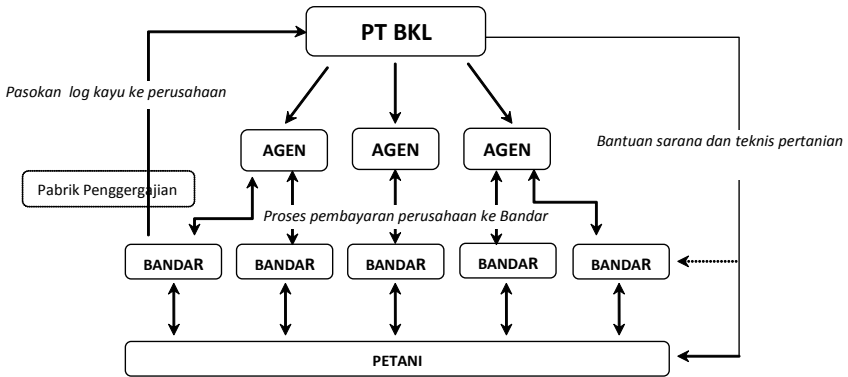 PT BKL
Pasokan log kayu ke perusahaan
Bantuan sarana dan teknis pertanian
AGEN
AGEN
AGEN
Pabrik Penggergajian
Proses pembayaran perusahaan ke Bandar
BANDAR
BANDAR
BANDAR
BANDAR
BANDAR
PETANI